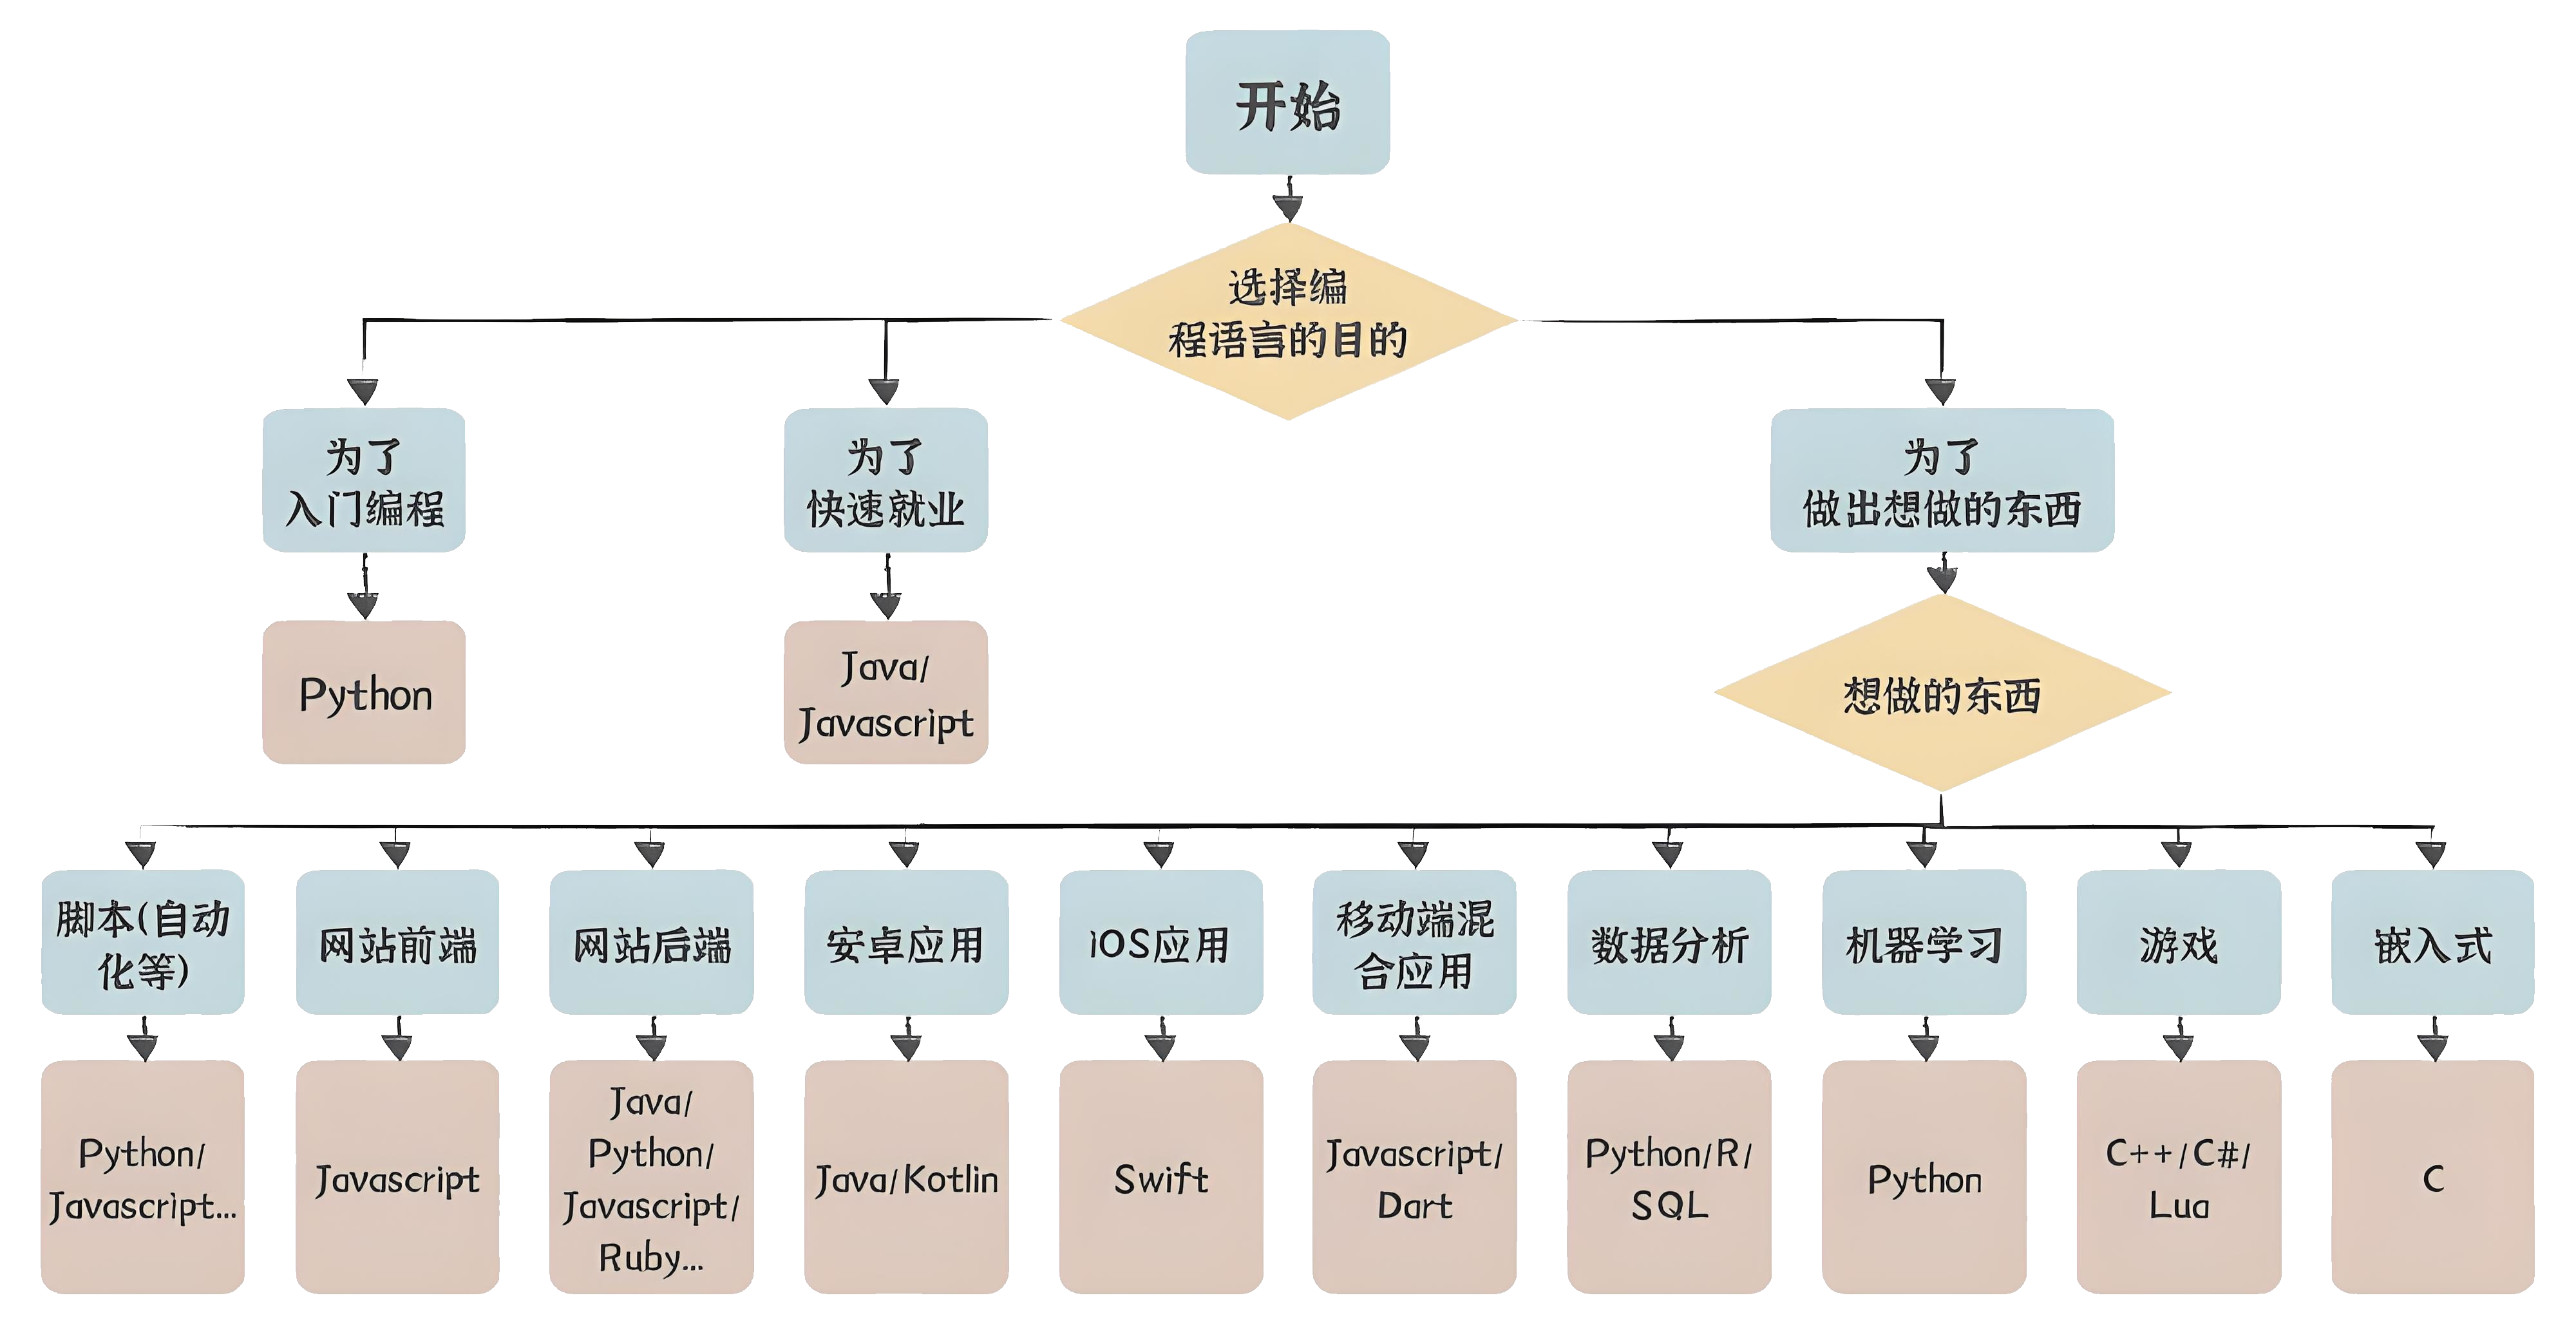 开始
选择编
程语言的目的
为了
入门编程
为了
快速就业
为了
做出想做的东西
Python
Java/
Javascript
想做的东西
脚本(自动
化等)
网站前端
网站后端
安卓应用
iOS应用
移动端混
合应用
数据分析
机器学习
游戏
嵌入式
Python/
Javascript...
Javascript
Java/
Python/
Javascript/
Ruby...
Java/Kotlin
Swift
Javascript/
Dart
Python/R/
SQL
Python
C++/C#/
Lua
C